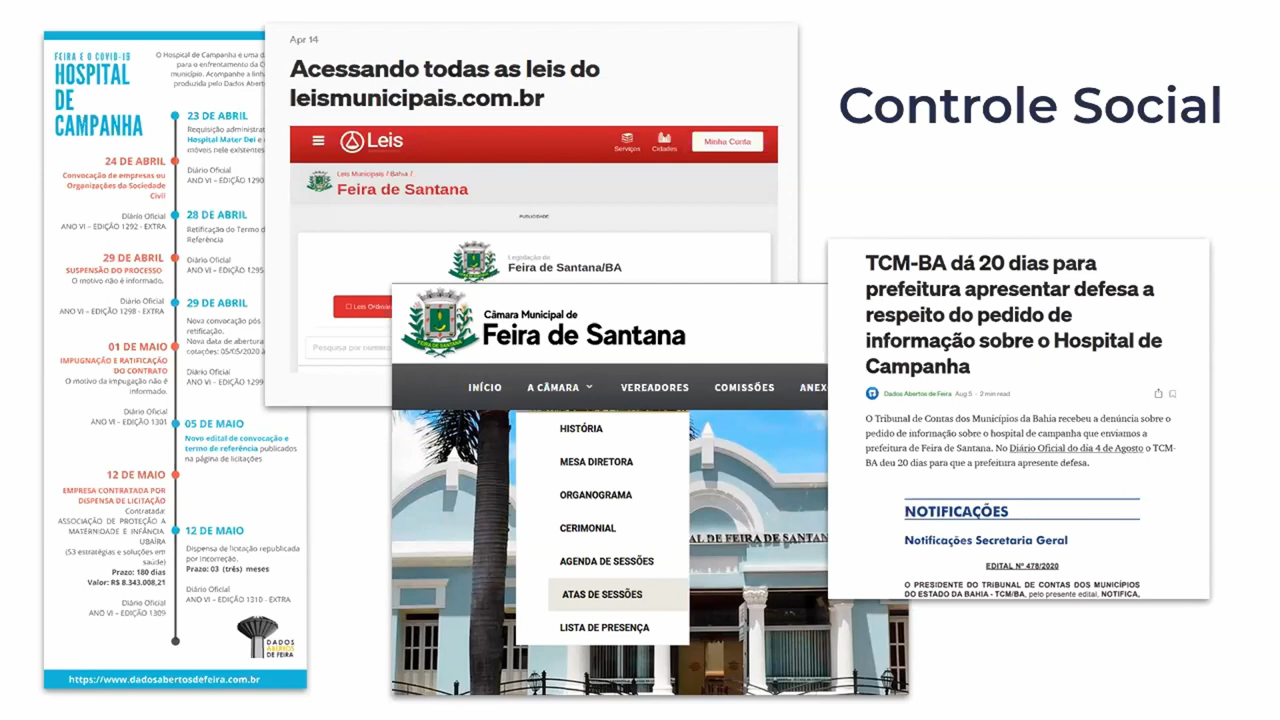 Controle Social
FEIRA E O COVID-19
HOSPITAL
DE
CAMPANHA
O Hospital de Campanha e uma d
para o enfrentamento da C
município. Acompanhe a linh
produzida pelo Dados Abert
23 DE ABRIL
Requisição administrat
Hospital Mater Dei e
móveis nele existentes
Diário Oficial
ANO VI – EDIÇÃO 1290
24 DE ABRIL
Convocação de empresas ou
Organizações da Sociedade
Civil
Diário Oficial
ANO VI – EDIÇÃO 1292 - EXTRA
28 DE ABRIL
Retificação do Termo d
Referência
Diário Oficial
ANO VI – EDIÇÃO 1295
29 DE ABRIL
SUSPENSÃO DO PROCESSO
O motivo não é informado.
Diário Oficial
ANO VI – EDIÇÃO 1298 - EXTRA
29 DE ABRIL
Nova convocação pós
retificação.
Nova data de abertura
cotações: 05/05/2020 à
Diário Oficial
ANO VI – EDIÇÃO 1299
01 DE MAIO
IMPUGNAÇÃO E RATIFICAÇÃO
DO CONTRATO
O motivo da impugação não é
informado.
Diário Oficial
ANO VI – EDIÇÃO 1301
05 DE MAIO
Novo edital de convocação e
termo de referência publicados
na página de licitações
12 DE MAIO
EMPRESA CONTRATADA POR
DISPENSA DE LICITAÇÃO
Contratada:
ASSOCIAÇÃO DE PROTEÇÃO A
MATERNIDADE E INFÂNCIA
UBAÍRA
(S3 estratégias e soluções em
saúde)
Prazo: 180 dias
Valor: R$ 8.343.008,21
Diário Oficial
ANO VI – EDIÇÃO 1309
12 DE MAIO
Dispensa de licitação republicada
por incorreção.
Prazo: 03 (três) meses
Diário Oficial
ANO VI – EDIÇÃO 1310 - EXTRA
DADOS
ABERTOS
DE FEIRA
https://www.dadosabertosdefeira.com.br
Apr 14
Acessando todas as leis do
leismunicipais.com.br
Leis
Serviços
Cidades
Minha Conta
Leis Municipais / Bahia /
Feira de Santana
PUBLICIDADE
Legislação de
Feira de Santana/BA
Leis Ordinári
Pesquisa por número
Câmara Municipal de
Feira de Santana
INÍCIO
A CÂMARA
VEREADORES
COMISSÕES
ANEX
HISTÓRIA
MESA DIRETORA
ORGANOGRAMA
CERIMONIAL
AGENDA DE SESSÕES
ATAS DE SESSÕES
LISTA DE PRESENÇA
AL DE FEIRA DE SANTAN
TCM-BA dá 20 dias para
prefeitura apresentar defesa a
respeito do pedido de
informação sobre o Hospital de
Campanha
Dados Abertos de Feira Aug 5 · 2 min read
O Tribunal de Contas dos Municípios da Bahia recebeu a denúncia sobre o
pedido de informação sobre o hospital de campanha que enviamos a
prefeitura de Feira de Santana. No Diário Oficial do dia 4 de Agosto o TCM-
BA deu 20 dias para que a prefeitura apresente defesa.
NOTIFICAÇÕES
Notificações Secretaria Geral
EDITAL Nº 478/2020
O PRESIDENTE DO TRIBUNAL DE CONTAS DOS MUNICÍPIOS
DO ESTADO DA BAHIA - TCM/BA, pelo presente edital, NOTIFICA,